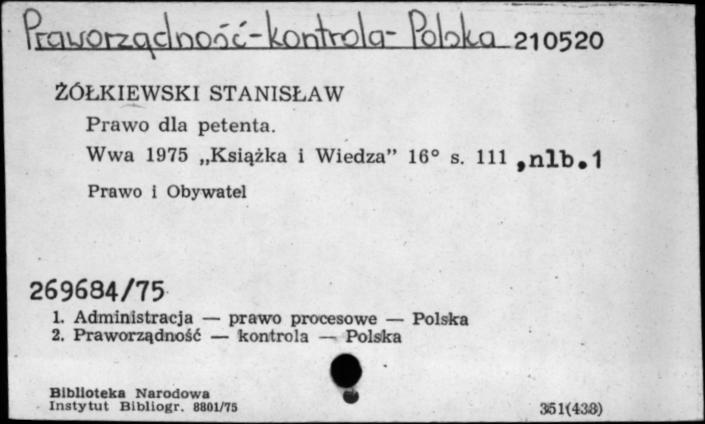 Praworządność-kontrola-Polska 210520
ŻÓŁKIEWSKI STANISŁAW
Prawo dla petenta.
Wwa 1975 „Książka i Wiedza” 16° s. 111 ,nlb.1
Prawo i Obywatel
269684/75
1. Administracja — prawo procesowe — Polska
2. Praworządność — kontrola — Polska
Biblioteka Narodowa
Instytut Bibliogr. 8801/75 351(438)